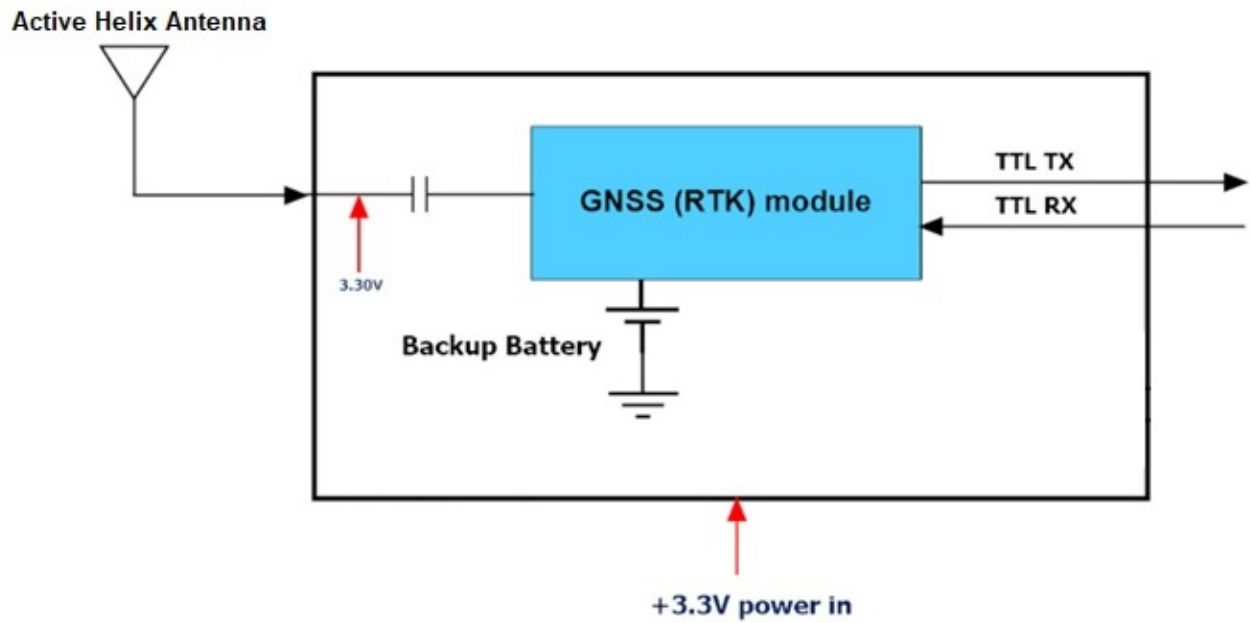 Active Helix Antenna
TTL TX
GNSS (RTK) module
TTL RX
3.30V
Backup Battery
+3.3V power in